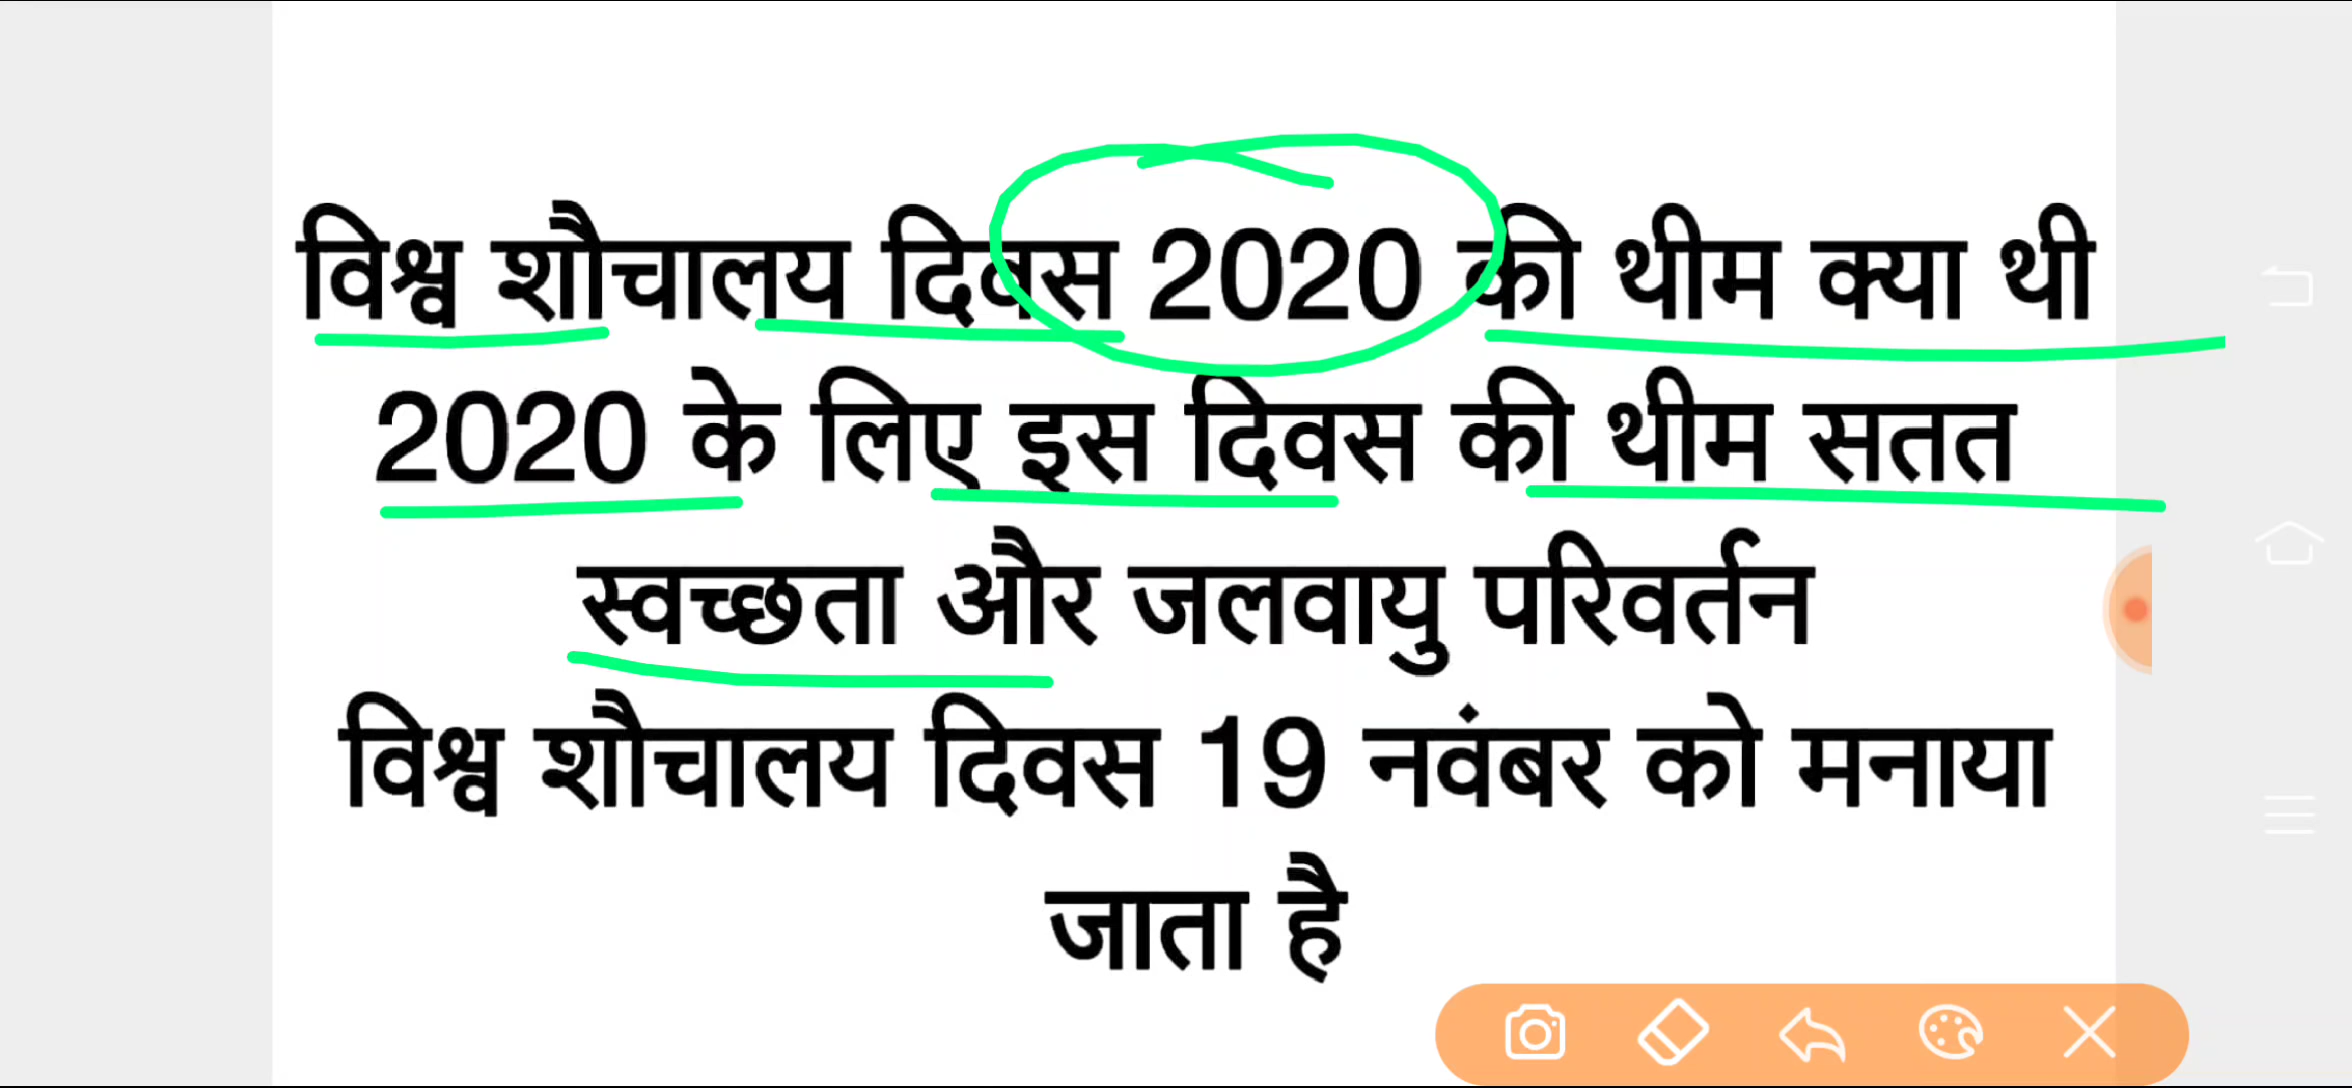 विश्व शौचालय दिवस 2020 की थीम क्या थी
2020 के लिए इस दिवस की थीम सतत
स्वच्छता और जलवायु परिवर्तन
विश्व शौचालय दिवस 19 नवंबर को मनाया
जाता है